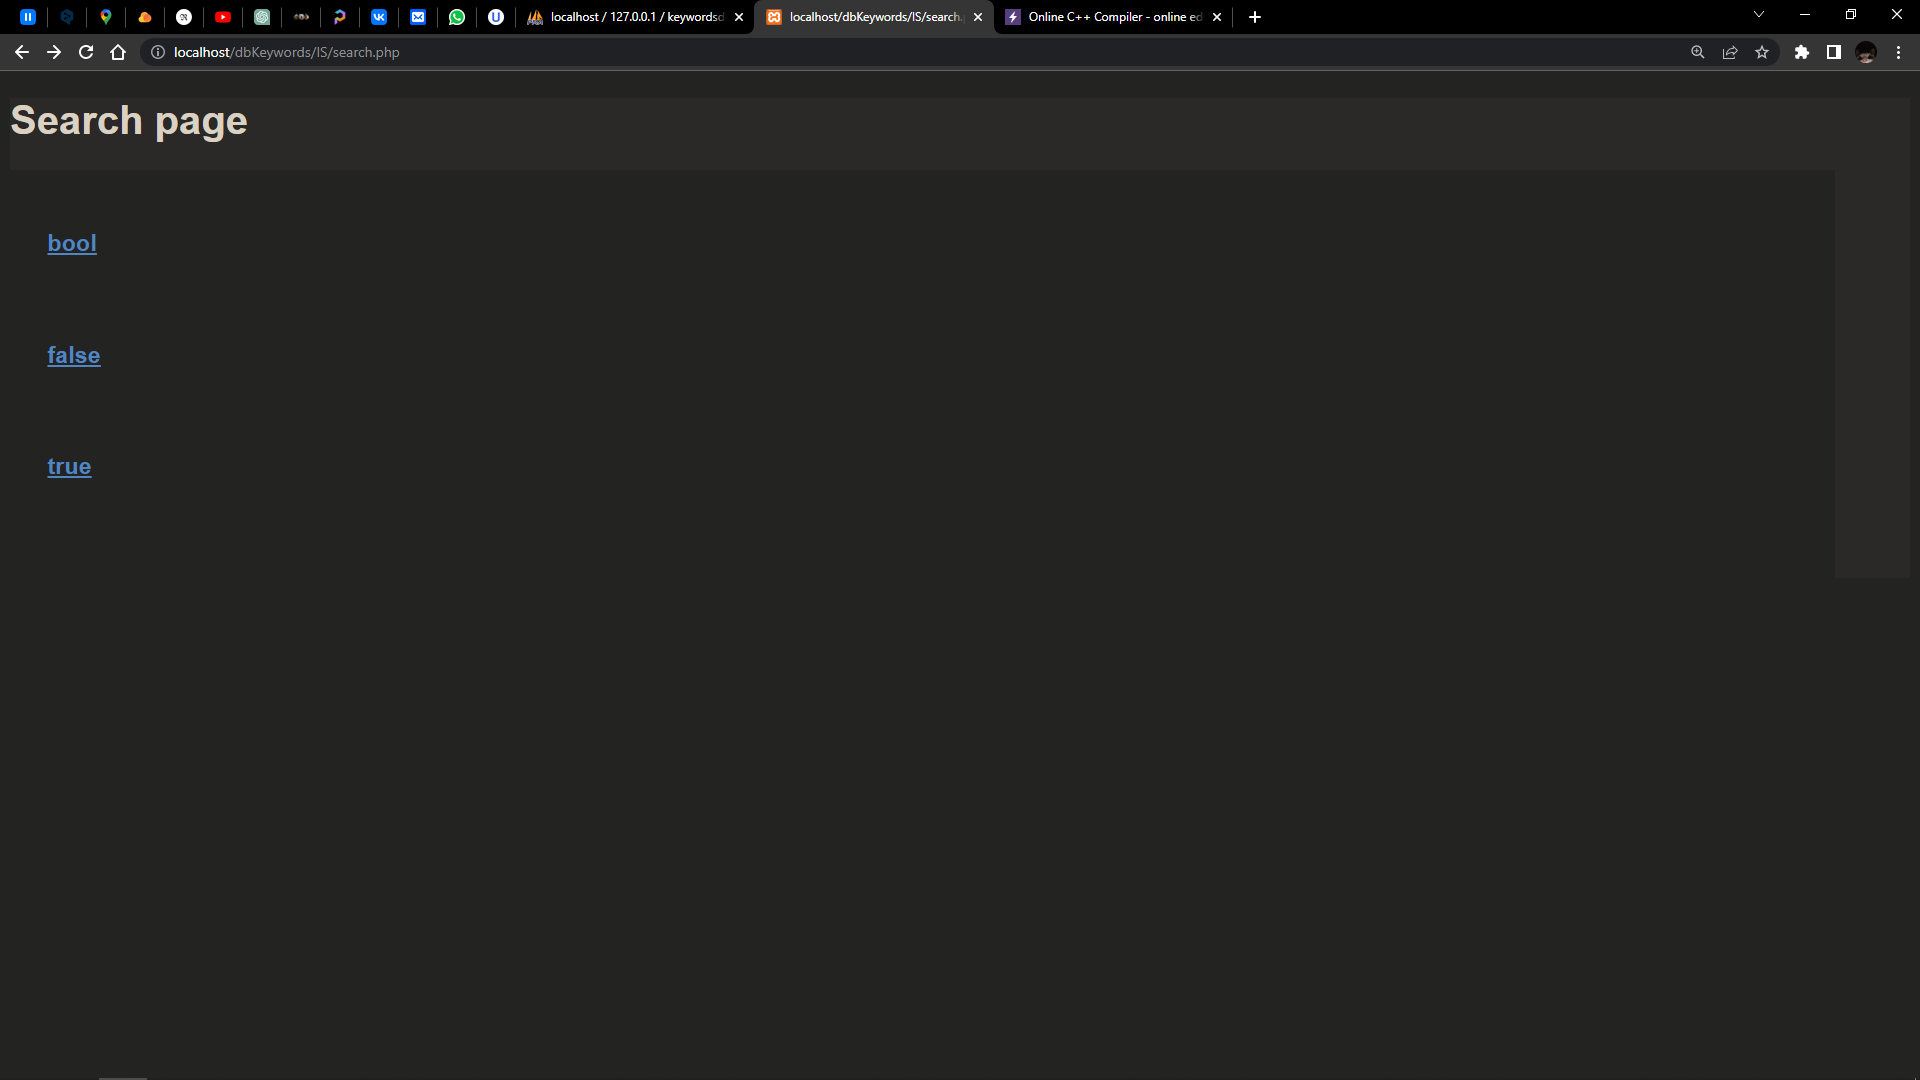 localhost / 127.0.0.1 / keywordsd
localhost/dbKeywords/IS/search.
Online C++ Compiler - online ed
localhost/dbKeywords/IS/search.php
Search page
bool
false
true